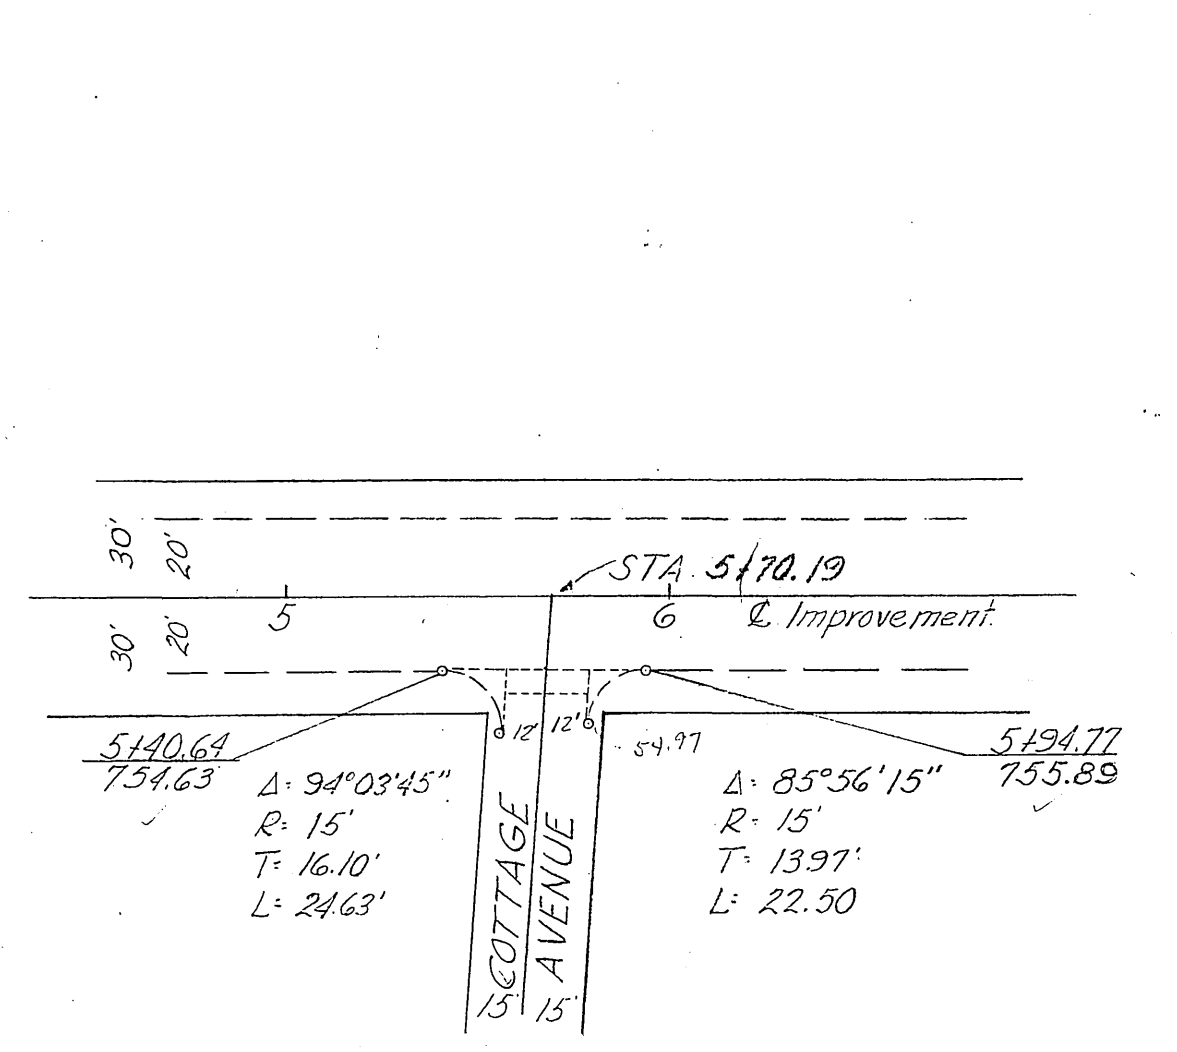 30'
20'
STA. 5+70.19
5
6
℄ Improvement
30'
20'
12'
12'
54.97
5+40.64
754.63
5+94.77
755.89
Δ= 94°03'45"
R= 15'
T= 16.10'
L= 24.63'
Δ= 85°56'15"
R= 15'
T= 13.97'
L= 22.50
COTTAGE
AVENUE
15'
15'